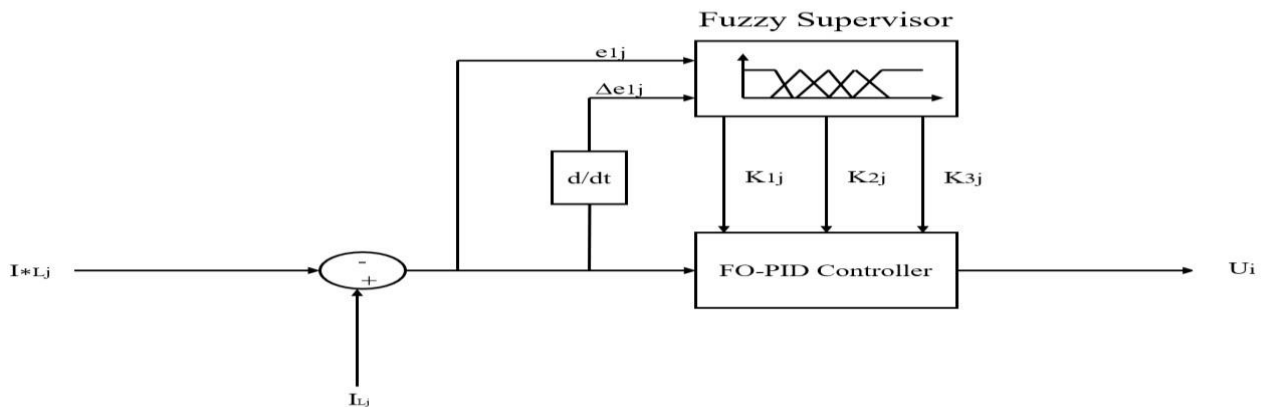 Fuzzy Supervisor
e1j
Δe1j
d/dt
K1j
K2j
K3j
I*Lj
-
+
FO-PID Controller
Ui
ILj